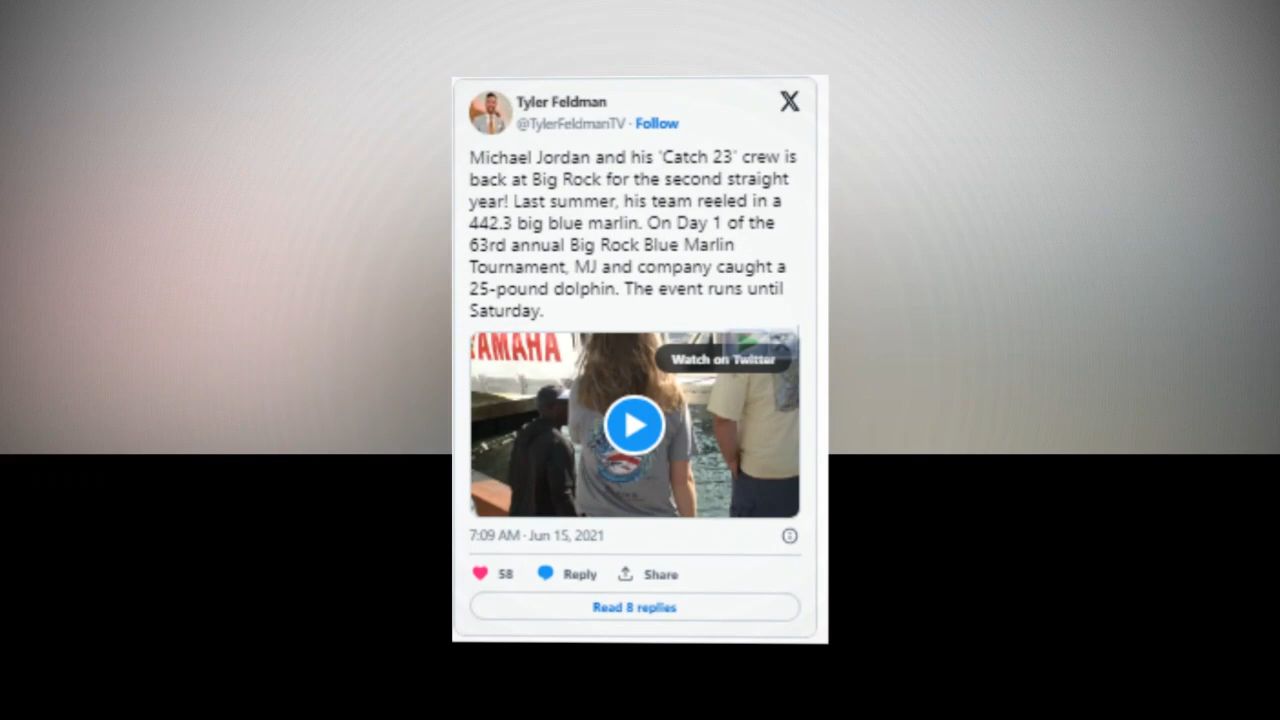 Tyler Feldman
@TylerFeldmanTV · Follow
Michael Jordan and his "Catch 23" crew is
back at Big Rock for the second straight
year! Last summer, his team reeled in a
442.3 big blue marlin. On Day 1 of the
63rd annual Big Rock Blue Marlin
Tournament, MJ and company caught a
25-pound dolphin. The event runs until
Saturday.
YAMAHA
Watch on Twitter
7:09 AM · Jun 15, 2021
58 Reply Share
Read 8 replies